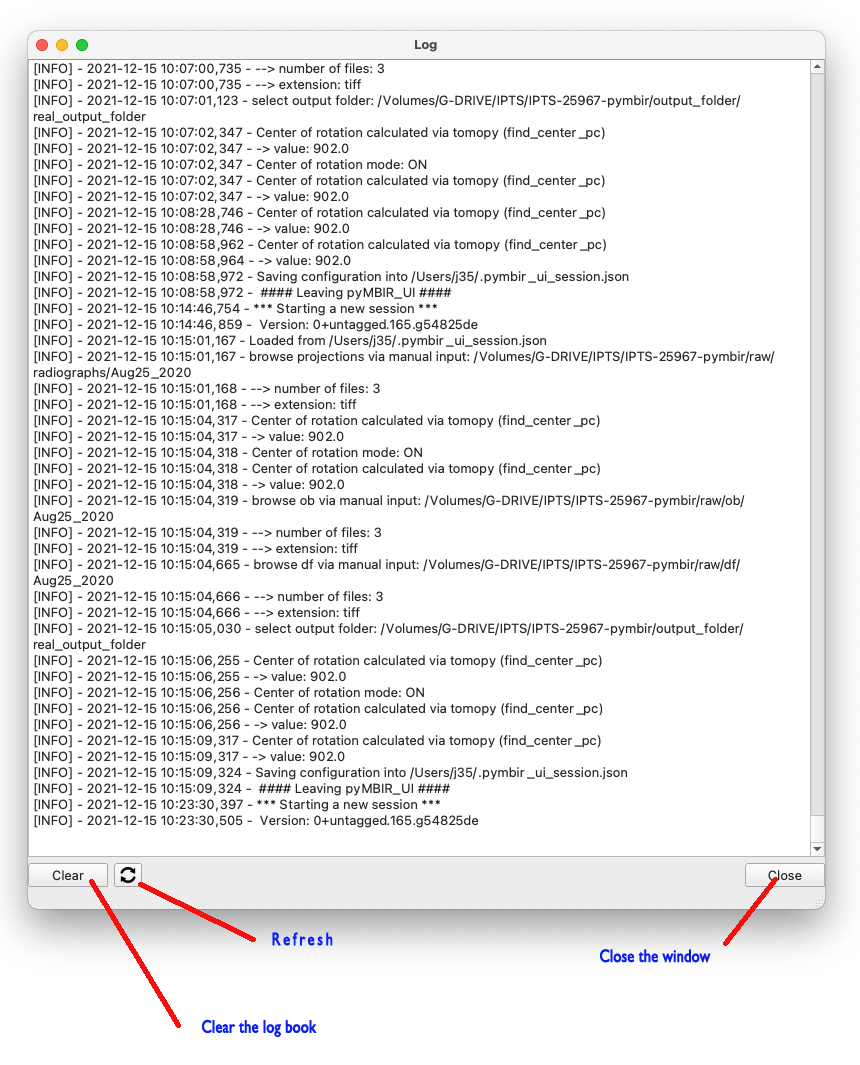 Log
[INFO] - 2021-12-15 10:07:00,735 - --> number of files: 3
[INFO] - 2021-12-15 10:07:00,735 - --> extension: tiff
[INFO] - 2021-12-15 10:07:01,123 - select output folder: /Volumes/G-DRIVE/IPTS/IPTS-25967-pymbir/output_folder/
real_output_folder
[INFO] - 2021-12-15 10:07:02,347 - Center of rotation calculated via tomopy (find_center_pc)
[INFO] - 2021-12-15 10:07:02,347 - -> value: 902.0
[INFO] - 2021-12-15 10:07:02,347 - Center of rotation mode: ON
[INFO] - 2021-12-15 10:07:02,347 - Center of rotation calculated via tomopy (find_center_pc)
[INFO] - 2021-12-15 10:07:02,347 - -> value: 902.0
[INFO] - 2021-12-15 10:08:28,746 - Center of rotation calculated via tomopy (find_center_pc)
[INFO] - 2021-12-15 10:08:28,746 - -> value: 902.0
[INFO] - 2021-12-15 10:08:58,962 - Center of rotation calculated via tomopy (find_center_pc)
[INFO] - 2021-12-15 10:08:58,964 - -> value: 902.0
[INFO] - 2021-12-15 10:08:58,972 - Saving configuration into /Users/j35/.pymbir_ui_session.json
[INFO] - 2021-12-15 10:08:58,972 -  #### Leaving pyMBIR_UI ####
[INFO] - 2021-12-15 10:14:46,754 - *** Starting a new session ***
[INFO] - 2021-12-15 10:14:46,859 -  Version: 0+untagged.165.g54825de
[INFO] - 2021-12-15 10:15:01,167 - Loaded from /Users/j35/.pymbir_ui_session.json
[INFO] - 2021-12-15 10:15:01,167 - browse projections via manual input: /Volumes/G-DRIVE/IPTS/IPTS-25967-pymbir/raw/
radiographs/Aug25_2020
[INFO] - 2021-12-15 10:15:01,168 - --> number of files: 3
[INFO] - 2021-12-15 10:15:01,168 - --> extension: tiff
[INFO] - 2021-12-15 10:15:04,317 - Center of rotation calculated via tomopy (find_center_pc)
[INFO] - 2021-12-15 10:15:04,317 - -> value: 902.0
[INFO] - 2021-12-15 10:15:04,318 - Center of rotation mode: ON
[INFO] - 2021-12-15 10:15:04,318 - Center of rotation calculated via tomopy (find_center_pc)
[INFO] - 2021-12-15 10:15:04,318 - -> value: 902.0
[INFO] - 2021-12-15 10:15:04,319 - browse ob via manual input: /Volumes/G-DRIVE/IPTS/IPTS-25967-pymbir/raw/ob/
Aug25_2020
[INFO] - 2021-12-15 10:15:04,319 - --> number of files: 3
[INFO] - 2021-12-15 10:15:04,319 - --> extension: tiff
[INFO] - 2021-12-15 10:15:04,665 - browse df via manual input: /Volumes/G-DRIVE/IPTS/IPTS-25967-pymbir/raw/df/
Aug25_2020
[INFO] - 2021-12-15 10:15:04,666 - --> number of files: 3
[INFO] - 2021-12-15 10:15:04,666 - --> extension: tiff
[INFO] - 2021-12-15 10:15:05,030 - select output folder: /Volumes/G-DRIVE/IPTS/IPTS-25967-pymbir/output_folder/
real_output_folder
[INFO] - 2021-12-15 10:15:06,255 - Center of rotation calculated via tomopy (find_center_pc)
[INFO] - 2021-12-15 10:15:06,255 - -> value: 902.0
[INFO] - 2021-12-15 10:15:06,256 - Center of rotation mode: ON
[INFO] - 2021-12-15 10:15:06,256 - Center of rotation calculated via tomopy (find_center_pc)
[INFO] - 2021-12-15 10:15:06,256 - -> value: 902.0
[INFO] - 2021-12-15 10:15:09,317 - Center of rotation calculated via tomopy (find_center_pc)
[INFO] - 2021-12-15 10:15:09,317 - -> value: 902.0
[INFO] - 2021-12-15 10:15:09,324 - Saving configuration into /Users/j35/.pymbir_ui_session.json
[INFO] - 2021-12-15 10:15:09,324 -  #### Leaving pyMBIR_UI ####
[INFO] - 2021-12-15 10:23:30,397 - *** Starting a new session ***
[INFO] - 2021-12-15 10:23:30,505 -  Version: 0+untagged.165.g54825de
Clear
Close
Refresh
Close the window
Clear the log book